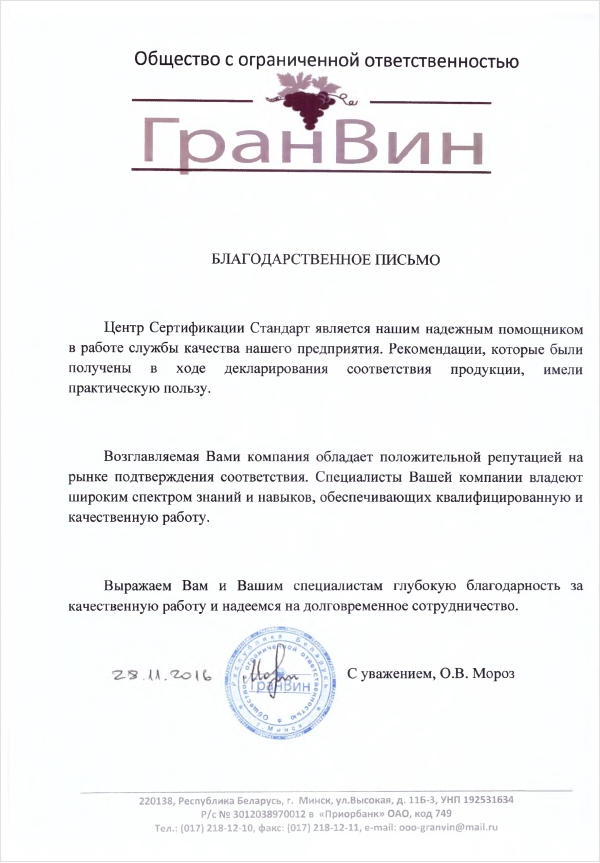 Общество с ограниченной ответственностью
ГранВин
БЛАГОДАРСТВЕННОЕ ПИСЬМО
Центр Сертификации Стандарт является нашим надежным помощником
в работе службы качества нашего предприятия. Рекомендации, которые были
получены в ходе декларирования соответствия продукции, имели
практическую пользу.
Возглавляемая Вами компания обладает положительной репутацией на
рынке подтверждения соответствия. Специалисты Вашей компании владеют
широким спектром знаний и навыков, обеспечивающих квалифицированную и
качественную работу.
Выражаем Вам и Вашим специалистам глубокую благодарность за
качественную работу и надеемся на долговременное сотрудничество.
28.11.2016
Республика Беларусь
Общество с ограниченной ответственностью
ГранВин
г. Минск
С уважением, О.В. Мороз
220138, Республика Беларусь, г. Минск, ул.Высокая, д. 11Б-3, УНП 192531634
Р/с № 3012038970012 в «Приорбанк» ОАО, код 749
Тел.: (017) 218-12-10, факс: (017) 218-12-11, e-mail: ooo-granvin@mail.ru